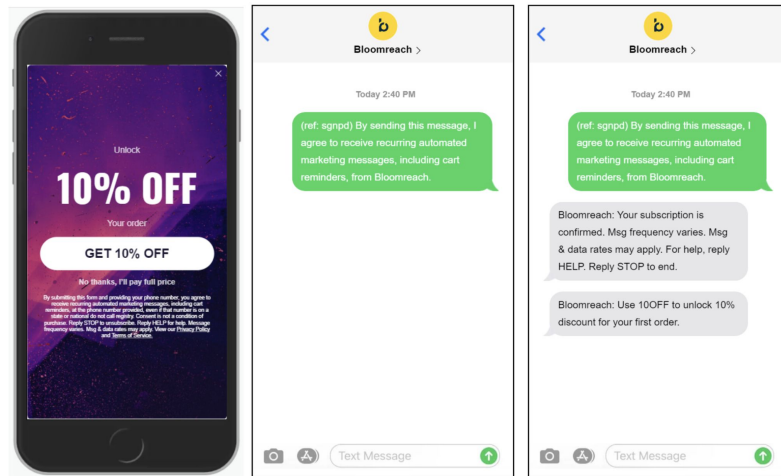 Unlock
10% OFF
Your order
GET 10% OFF
No thanks, I'll pay full price
By submitting this form and providing your phone number, you agree to
receive recurring automated marketing messages, including cart
reminders, at the phone number provided, even if that number is on a
state or national do not call registry. Consent is not a condition of
purchase. Reply STOP to unsubscribe. Reply HELP for help. Message
frequency varies. Msg & data rates may apply. View our Privacy Policy
and Terms of Service.
Bloomreach >
Today 2:40 PM
(ref: sgnpd) By sending this message, I
agree to receive recurring automated
marketing messages, including cart
reminders, from Bloomreach.
Text Message
Bloomreach >
Today 2:40 PM
(ref: sgnpd) By sending this message, I
agree to receive recurring automated
marketing messages, including cart
reminders, from Bloomreach.
Bloomreach: Your subscription is
confirmed. Msg frequency varies. Msg
& data rates may apply. For help, reply
HELP. Reply STOP to end.
Bloomreach: Use 10OFF to unlock 10%
discount for your first order.
Text Message